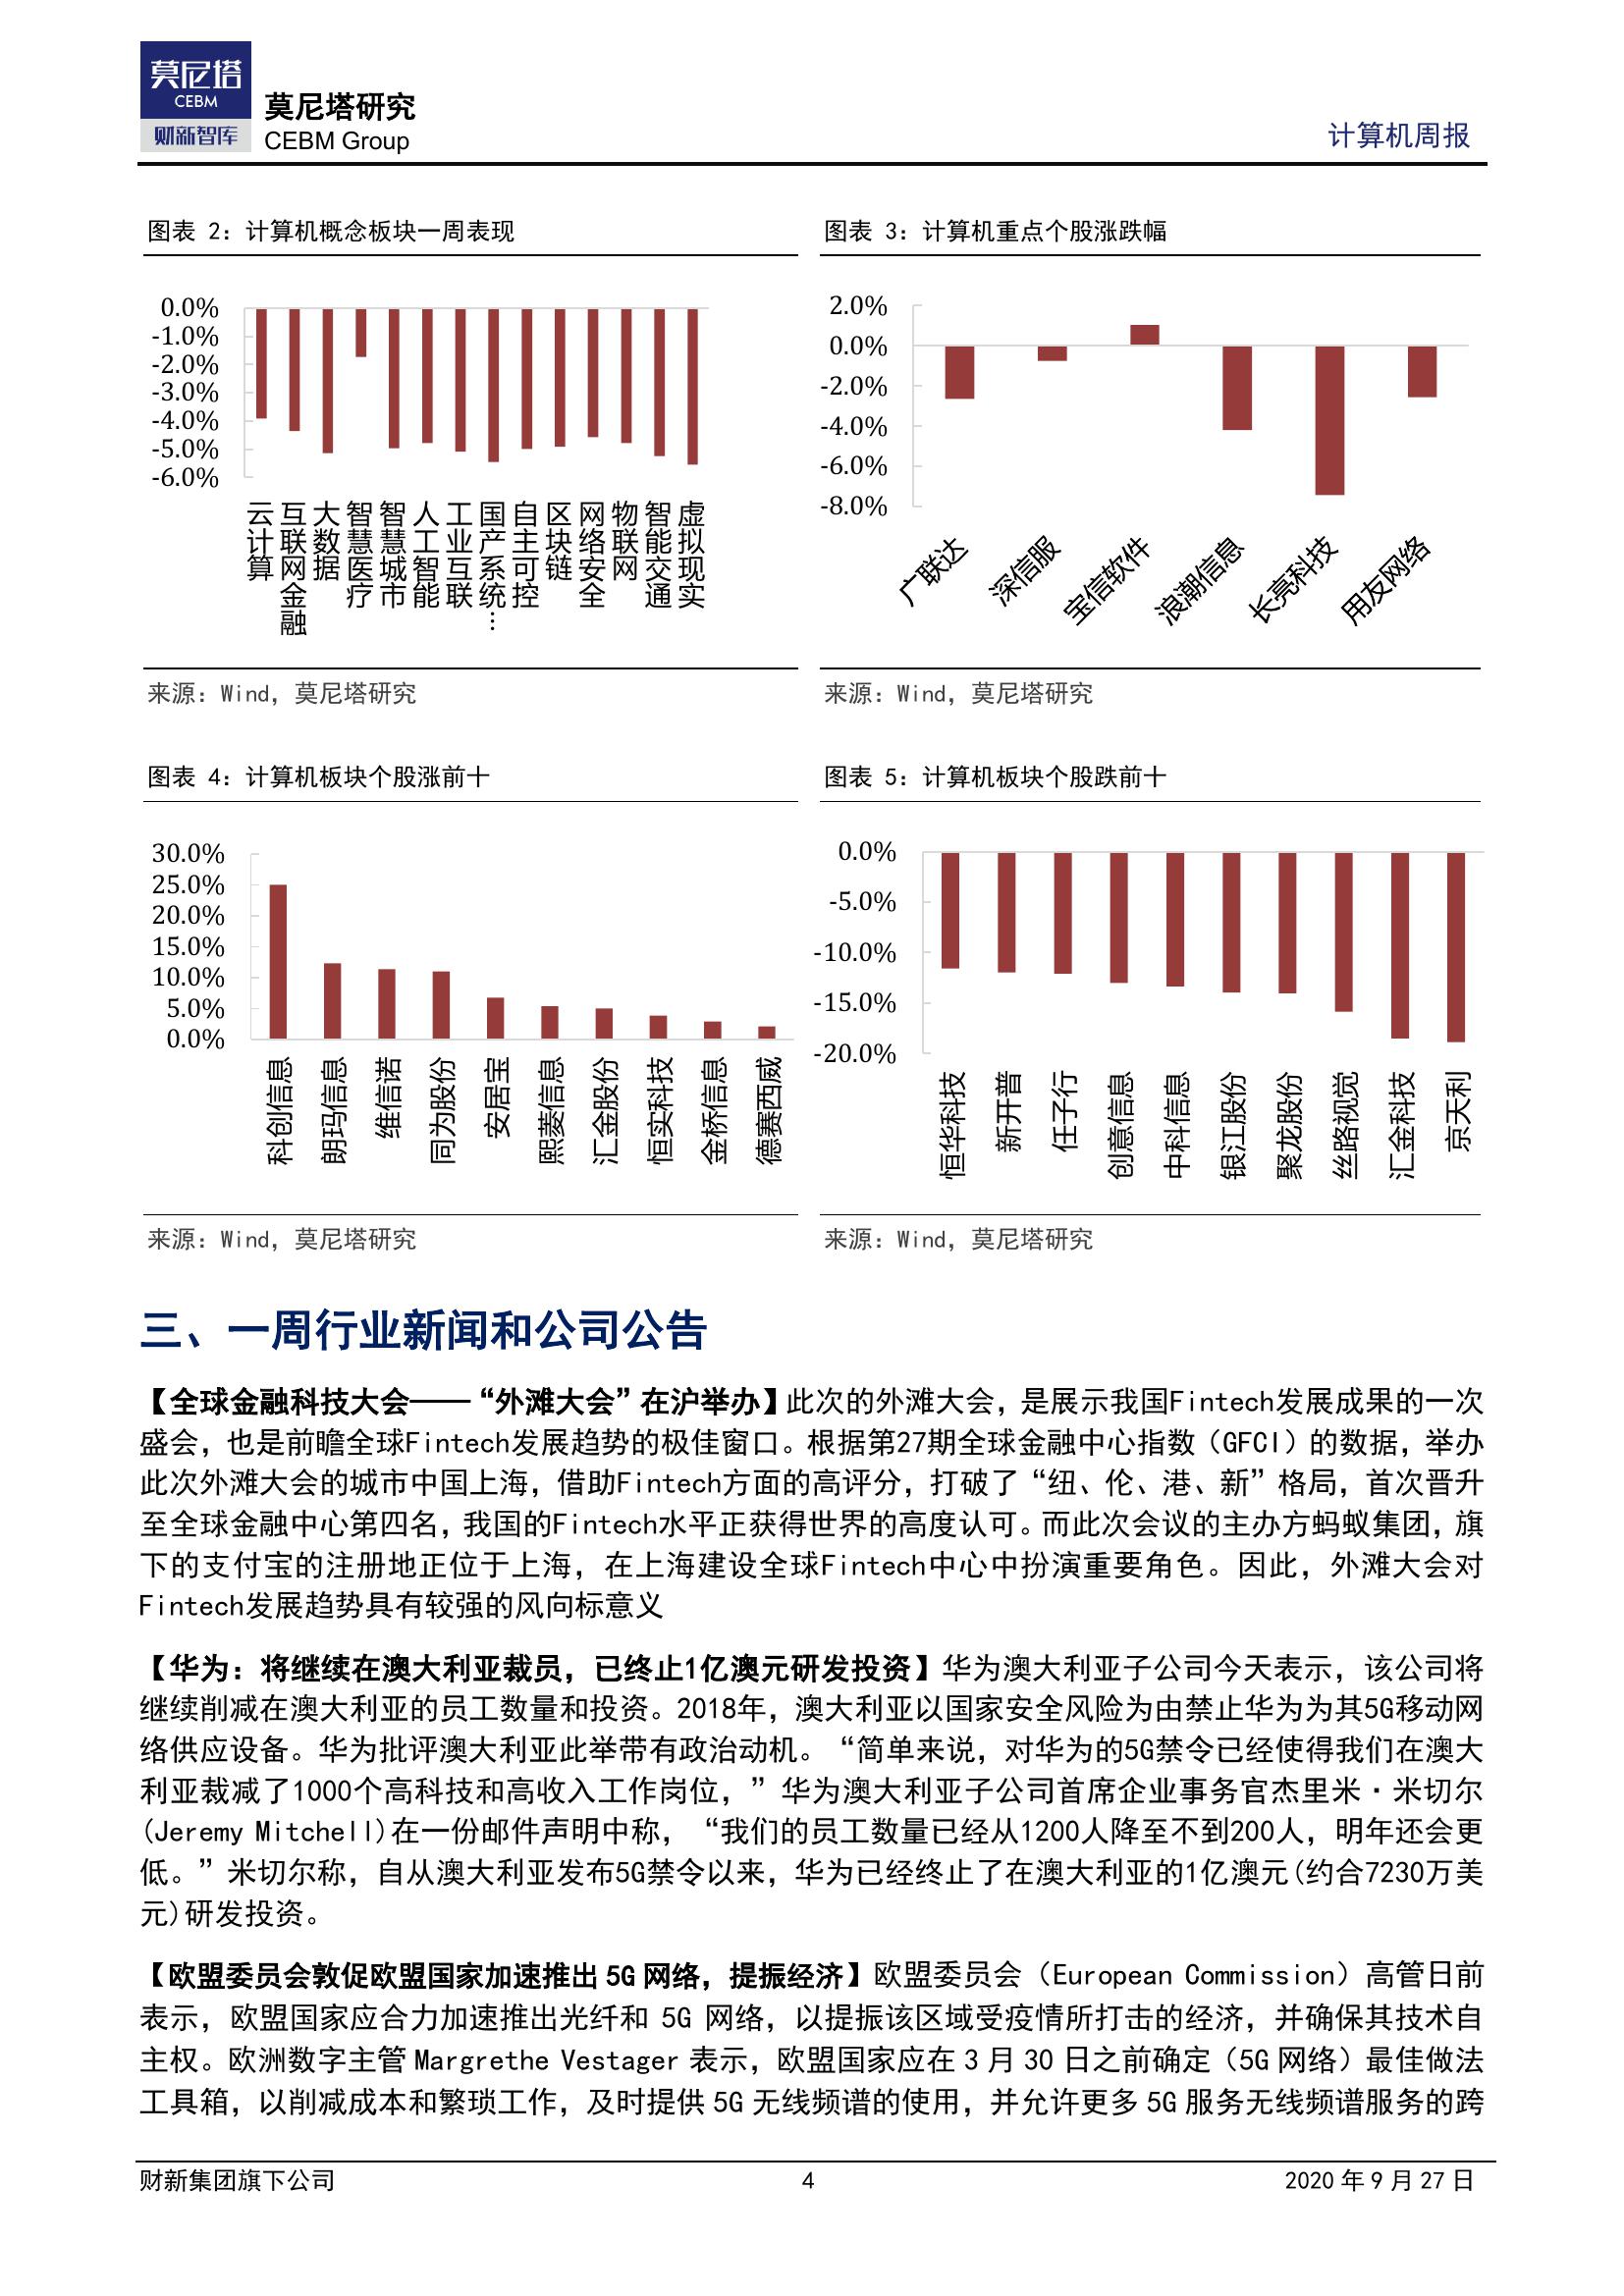 莫尼塔
CEBM
财新智库
莫尼塔研究
CEBM Group
计算机周报
图表 2：计算机概念板块一周表现
0.0%
-1.0%
-2.0%
-3.0%
-4.0%
-5.0%
-6.0%
云计算
互联网金融
大数据
智慧医疗
智慧城市
人工智能
工业互联
国产系统…
自主可控
区块链
网络安全
物联网
智能交通
虚拟现实
来源：Wind，莫尼塔研究
图表 3：计算机重点个股涨跌幅
2.0%
0.0%
-2.0%
-4.0%
-6.0%
-8.0%
广联达
深信服
宝信软件
浪潮信息
长亮科技
用友网络
来源：Wind，莫尼塔研究
图表 4：计算机板块个股涨前十
30.0%
25.0%
20.0%
15.0%
10.0%
5.0%
0.0%
科创信息
朗玛信息
维信诺
同为股份
安居宝
熙菱信息
汇金股份
恒实科技
金桥信息
德赛西威
来源：Wind，莫尼塔研究
图表 5：计算机板块个股跌前十
0.0%
-5.0%
-10.0%
-15.0%
-20.0%
恒华科技
新开普
任子行
创意信息
中科信息
银江股份
聚龙股份
丝路视觉
汇金科技
京天利
来源：Wind，莫尼塔研究
三、一周行业新闻和公司公告
【全球金融科技大会——“外滩大会”在沪举办】此次的外滩大会，是展示我国Fintech发展成果的一次
盛会，也是前瞻全球Fintech发展趋势的极佳窗口。根据第27期全球金融中心指数（GFCI）的数据，举办
此次外滩大会的城市中国上海，借助Fintech方面的高评分，打破了“纽、伦、港、新”格局，首次晋升
至全球金融中心第四名，我国的Fintech水平正获得世界的高度认可。而此次会议的主办方蚂蚁集团，旗
下的支付宝的注册地正位于上海，在上海建设全球Fintech中心中扮演重要角色。因此，外滩大会对
Fintech发展趋势具有较强的风向标意义
【华为：将继续在澳大利亚裁员，已终止1亿澳元研发投资】华为澳大利亚子公司今天表示，该公司将
继续削减在澳大利亚的员工数量和投资。2018年，澳大利亚以国家安全风险为由禁止华为为其5G移动网
络供应设备。华为批评澳大利亚此举带有政治动机。“简单来说，对华为的5G禁令已经使得我们在澳大
利亚裁减了1000个高科技和高收入工作岗位，”华为澳大利亚子公司首席企业事务官杰里米·米切尔
(Jeremy Mitchell)在一份邮件声明中称，“我们的员工数量已经从1200人降至不到200人，明年还会更
低。”米切尔称，自从澳大利亚发布5G禁令以来，华为已经终止了在澳大利亚的1亿澳元(约合7230万美
元)研发投资。
【欧盟委员会敦促欧盟国家加速推出 5G 网络，提振经济】欧盟委员会（European Commission）高管日前
表示，欧盟国家应合力加速推出光纤和 5G 网络，以提振该区域受疫情所打击的经济，并确保其技术自
主权。欧洲数字主管 Margrethe Vestager 表示，欧盟国家应在 3 月 30 日之前确定（5G 网络）最佳做法
工具箱，以削减成本和繁琐工作，及时提供 5G 无线频谱的使用，并允许更多 5G 服务无线频谱服务的跨
财新集团旗下公司
4
2020 年 9 月 27 日